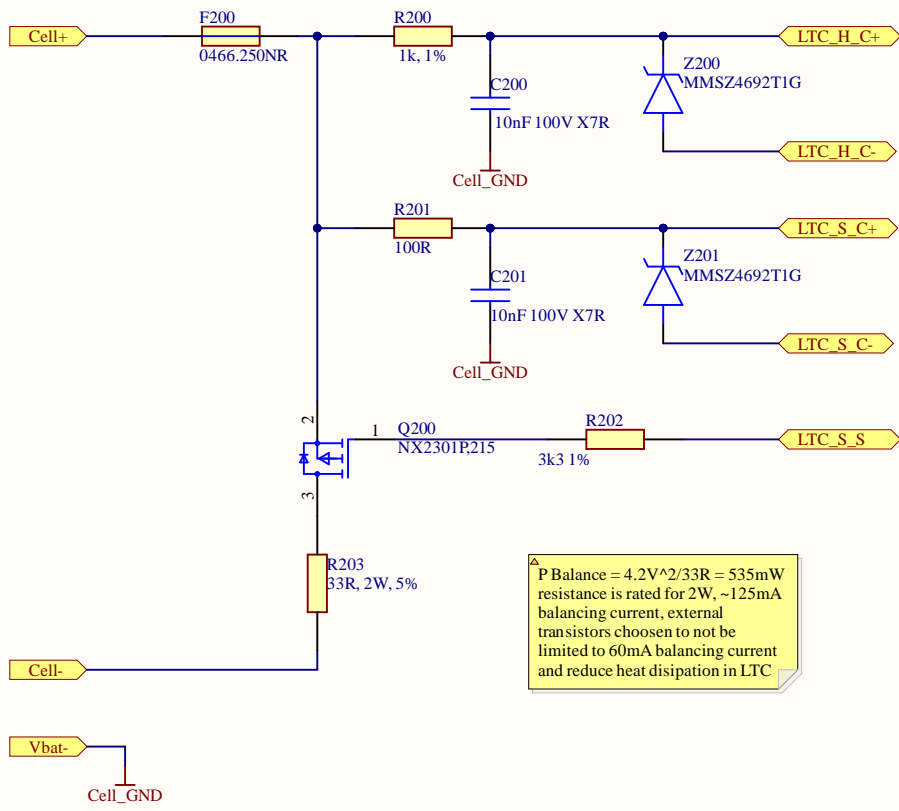 F200
Cell+
0466.250NR
R200
1k, 1%
LTC_H_C+
C200
10nF 100V X7R
Z200
MMSZ4692T1G
LTC_H_C-
Cell_GND
R201
100R
LTC_S_C+
C201
10nF 100V X7R
Z201
MMSZ4692T1G
LTC_S_C-
Cell_GND
2
1
3
Q200
NX2301P,215
R202
3k3 1%
LTC_S_S
R203
33R, 2W, 5%
P Balance = 4.2V^2/33R = 535mW
resistance is rated for 2W, ~125mA
balancing current, external
transistors choosen to not be
limited to 60mA balancing current
and reduce heat disipation in LTC
Cell-
Vbat-
Cell_GND